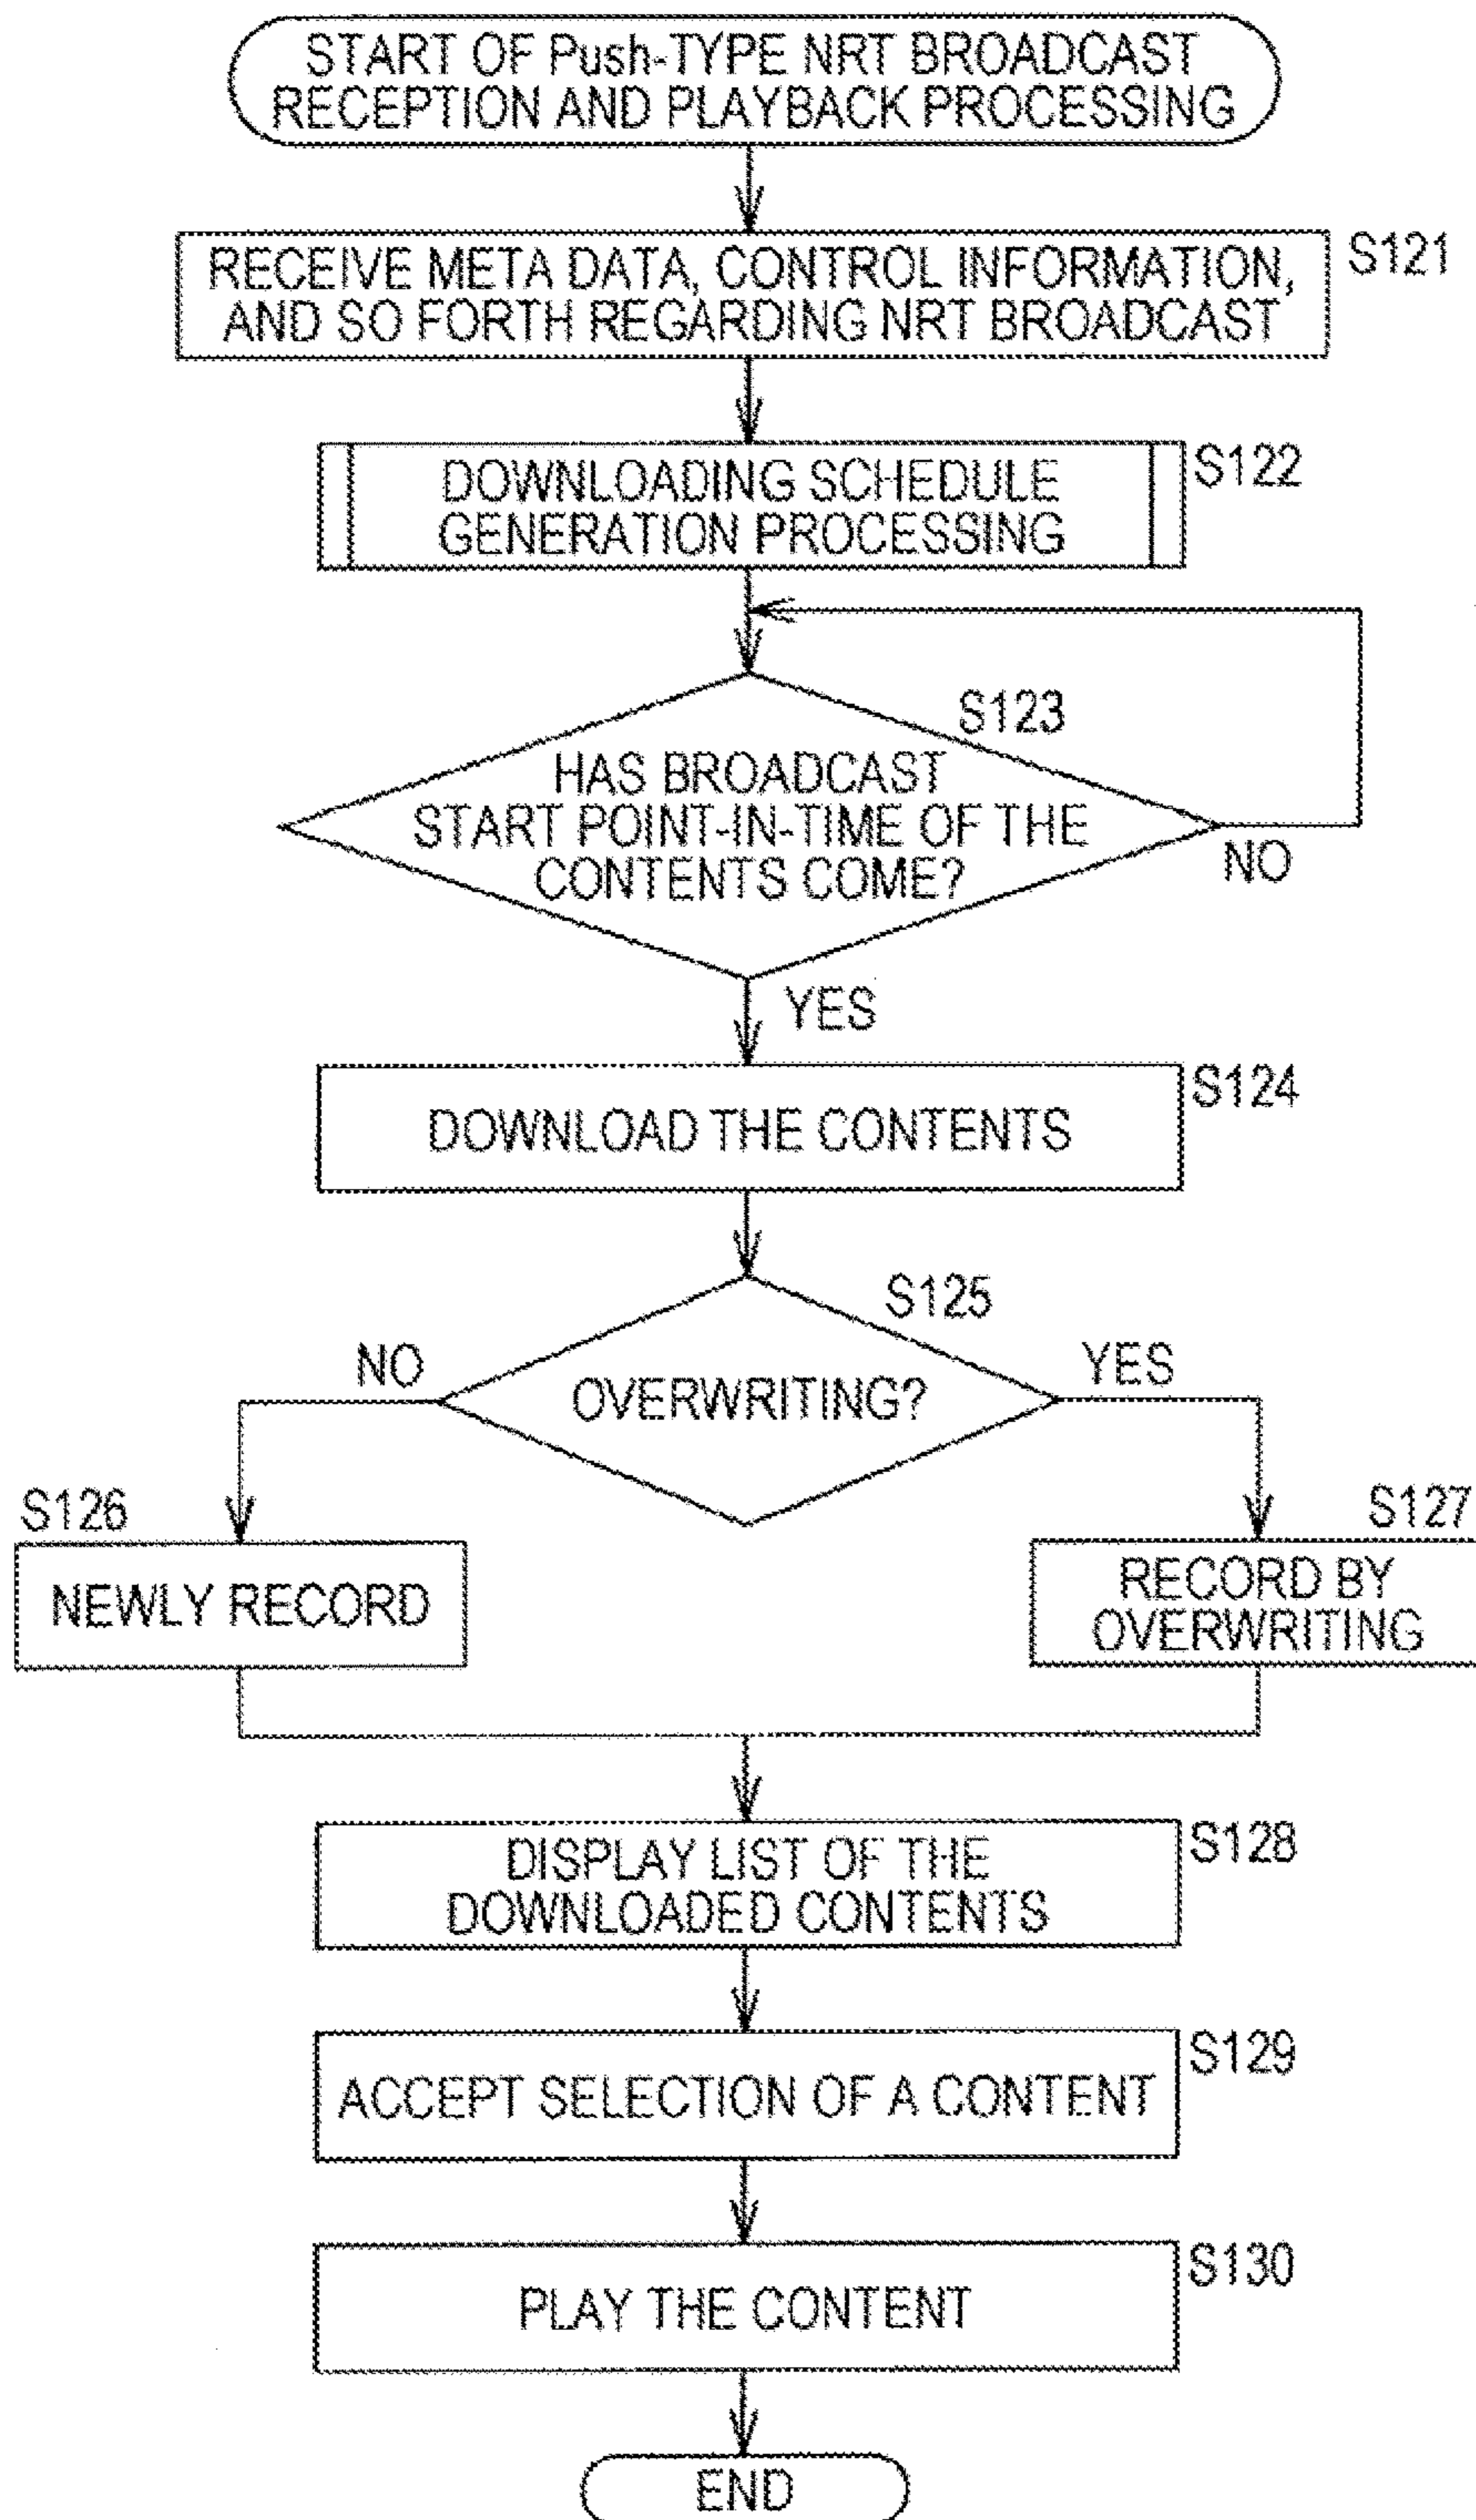 START OF Push-TYPE NRT BROADCAST
RECEPTION AND PLAYBACK PROCESSING
RECEIVE META DATA, CONTROL INFORMATION,
AND SO FORTH REGARDING NRT BROADCAST
S121
DOWNLOADING SCHEDULE
GENERATION PROCESSING
S122
S123
HAS BROADCAST
START POINT-IN-TIME OF THE
CONTENTS COME?
NO
YES
DOWNLOAD THE CONTENTS
S124
S125
OVERWRITING?
NO
YES
S126
NEWLY RECORD
S127
RECORD BY
OVERWRITING
DISPLAY LIST OF THE
DOWNLOADED CONTENTS
S128
ACCEPT SELECTION OF A CONTENT
S129
PLAY THE CONTENT
S130
END